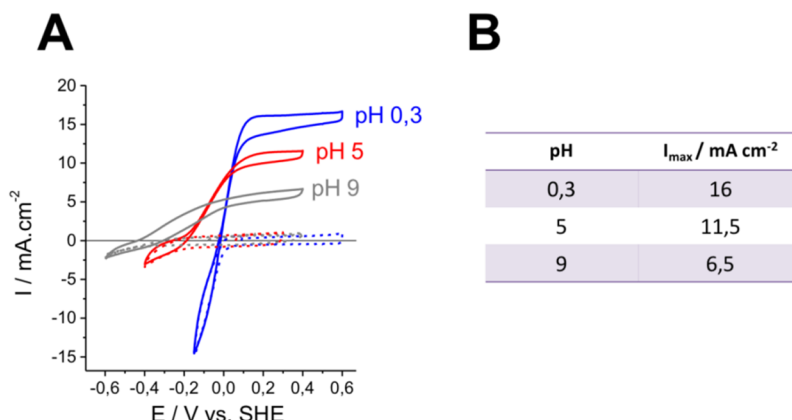 A
B
20
15
10
5
0
-5
-10
-15
I / mA.cm-2
pH 0,3
pH 5
pH 9
-0,6 -0,4 -0,2 0,0 0,2 0,4 0,6
E / V vs. SHE
pH Imax / mA cm-2
0,3 16
5 11,5
9 6,5